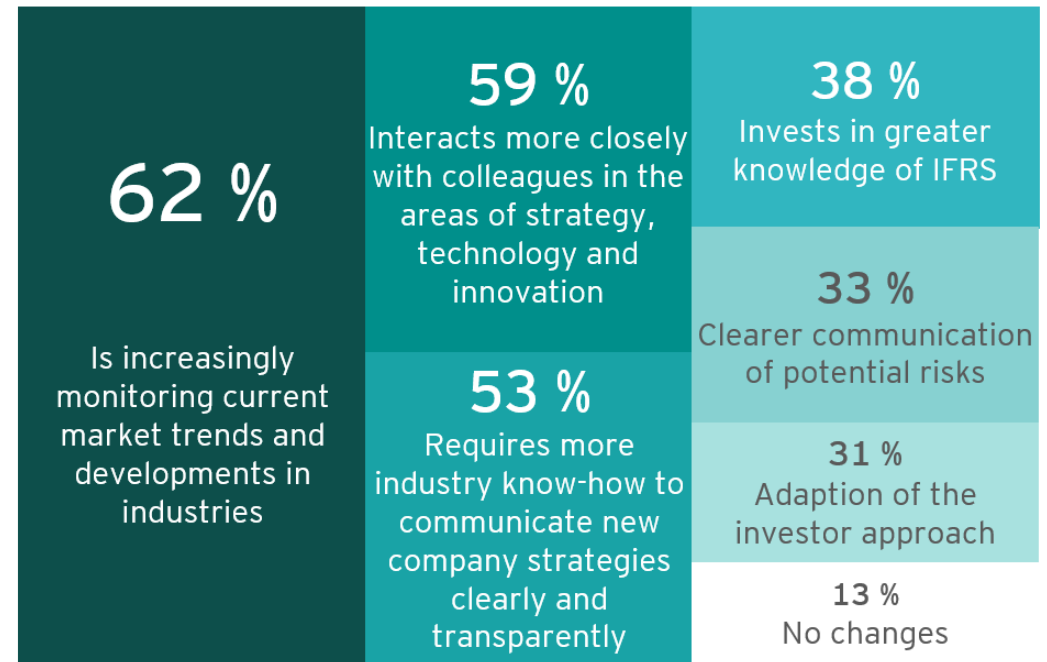 62 %
Is increasingly
monitoring current
market trends and
developments in
industries
59 %
Interacts more closely
with colleagues in the
areas of strategy,
technology and
innovation
53 %
Requires more
industry know-how to
communicate new
company strategies
clearly and
transparently
38 %
Invests in greater
knowledge of IFRS
33 %
Clearer communication
of potential risks
31 %
Adaption of the
investor approach
13 %
No changes